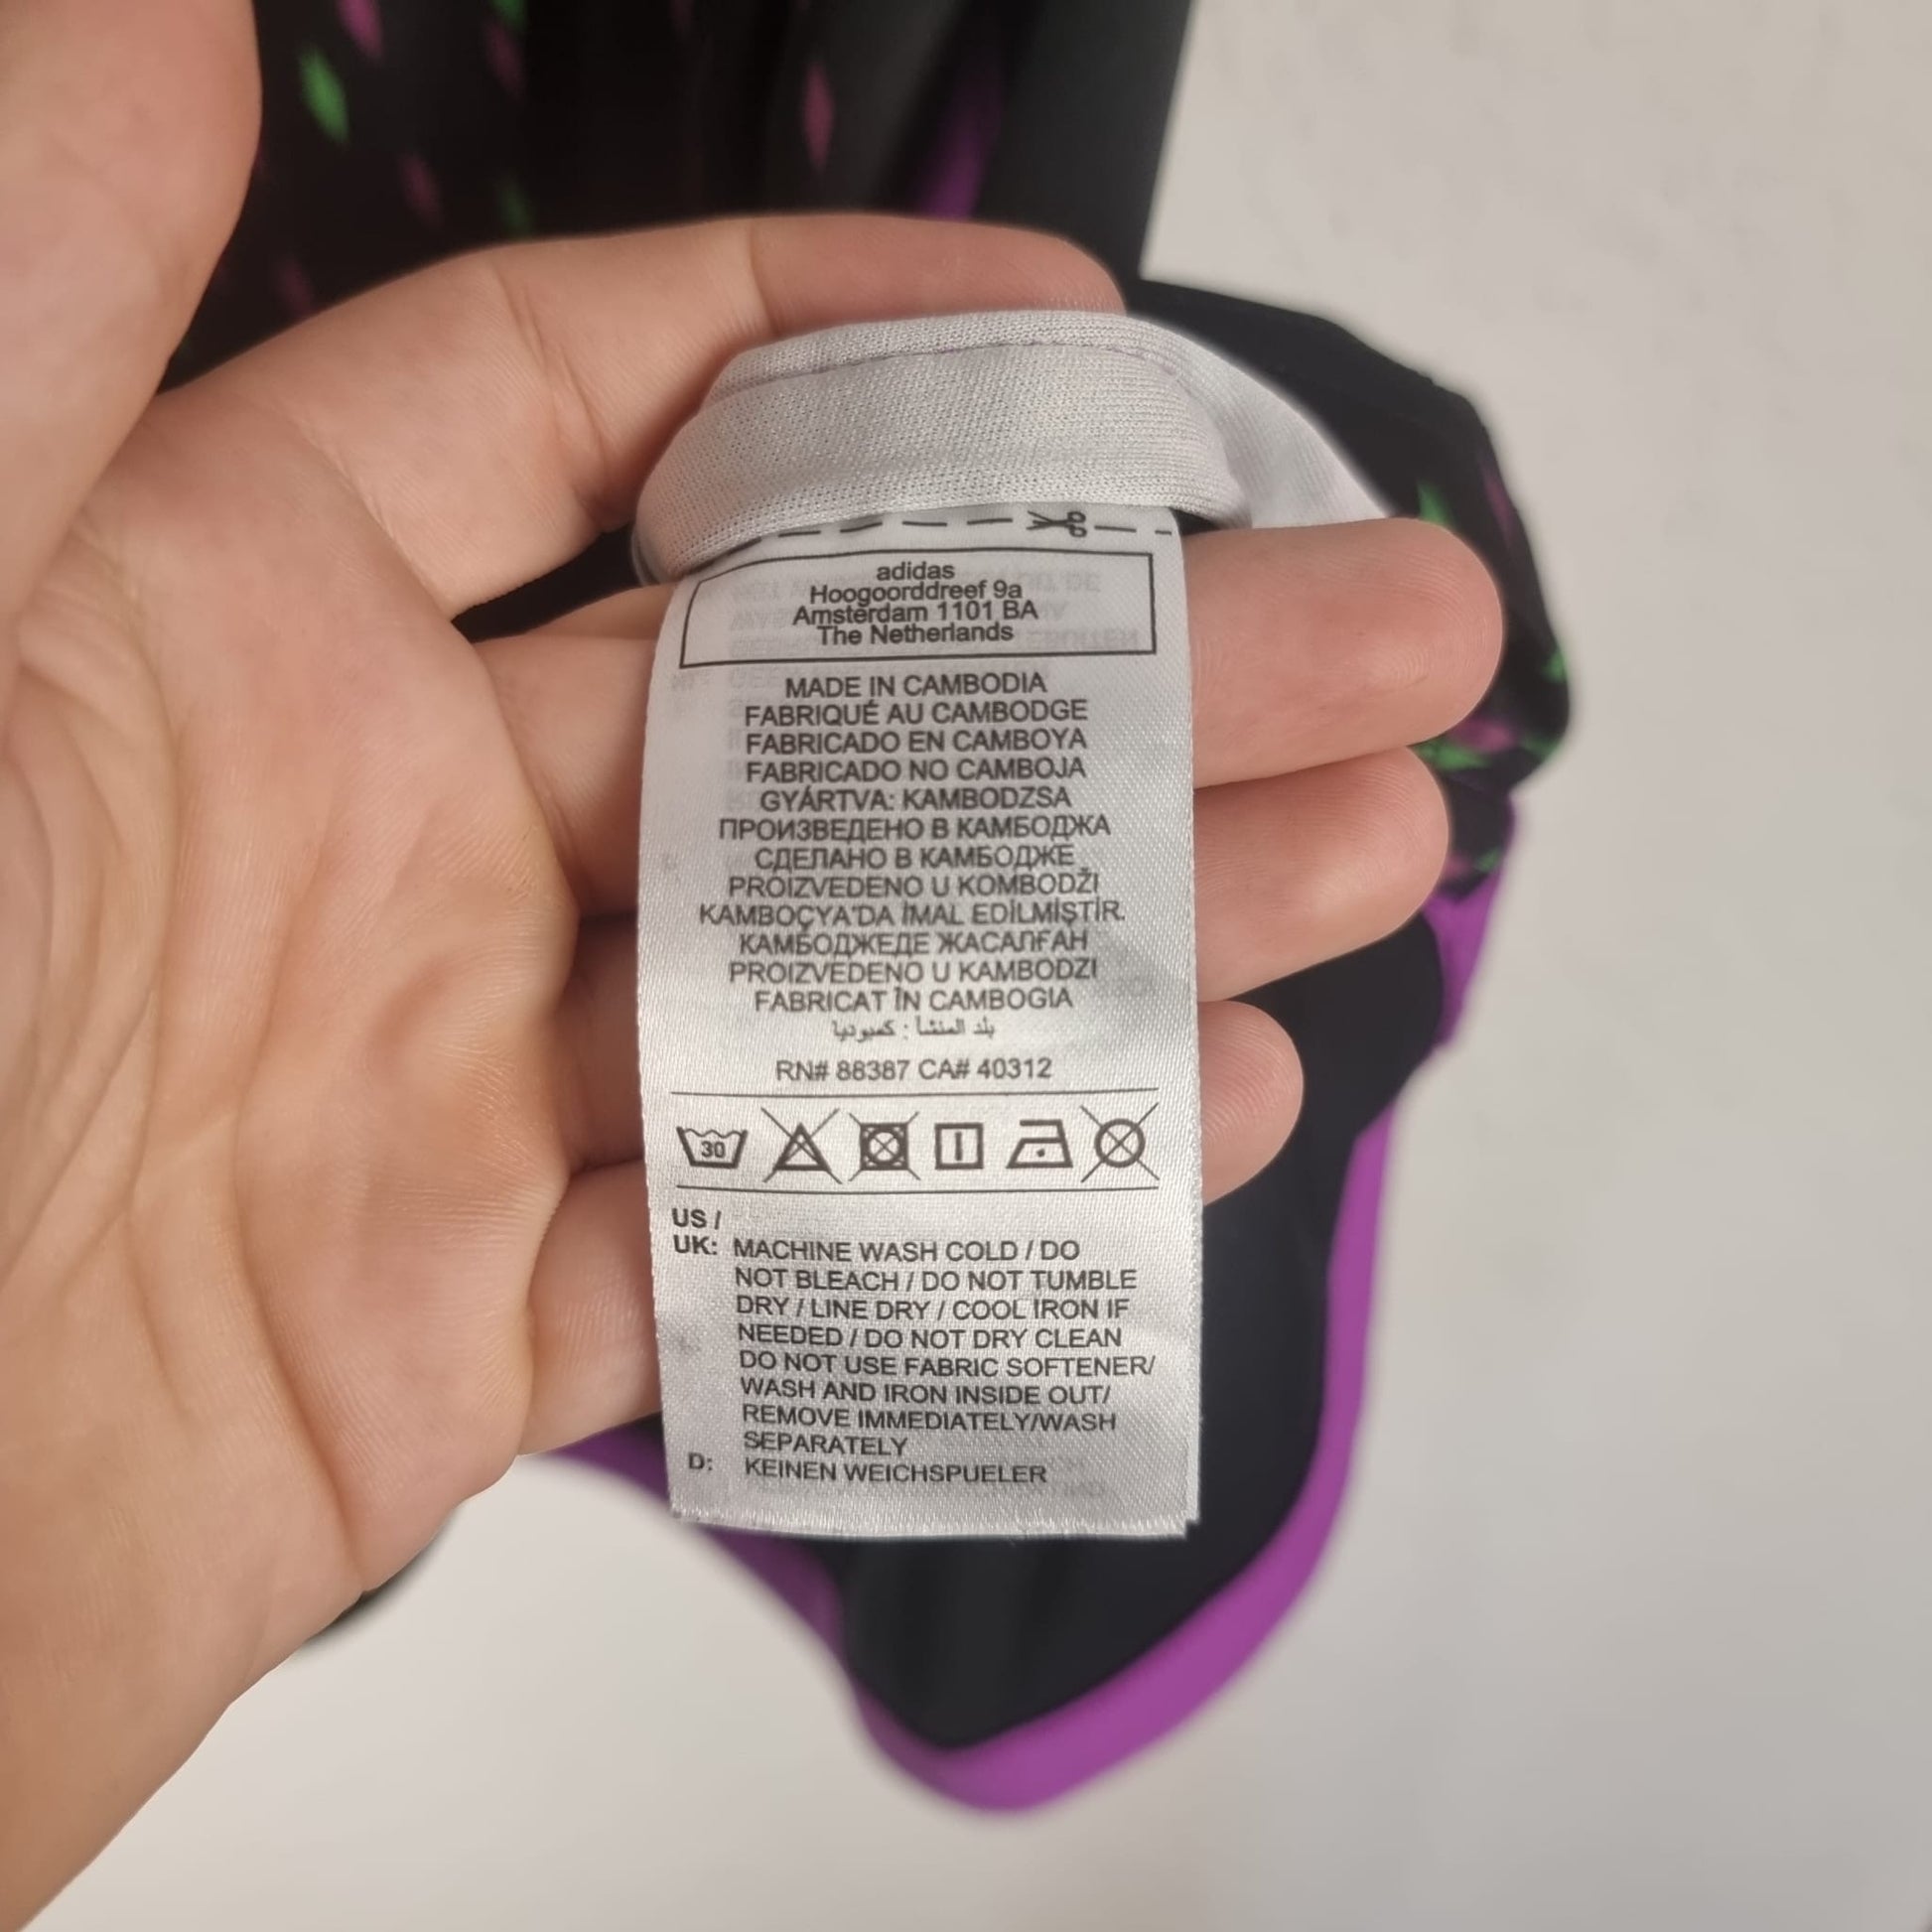 adidas
Hoogoorddreef 9a
Amsterdam 1101 BA
The Netherlands
MADE IN CAMBODIA
FABRIQUÉ AU CAMBODGE
FABRICADO EN CAMBOYA
FABRICADO NO CAMBOJA
GYÁRTVA: KAMBODZSA
ПРОИЗВЕДЕНО В КАМБОДЖА
СДЕЛАНО В КАМБОДЖЕ
PROIZVEDENO U KOMBODŽI
KAMBOÇYA'DA İMAL EDİLMİŞTİR.
КАМБОДЖЕДЕ ЖАСАЛҒАН
PROIZVEDENO U KAMBODZI
FABRICAT ÎN CAMBOGIA
بلد المنشأ : كمبوديا
RN# 88387 CA# 40312
30
US /
UK: MACHINE WASH COLD / DO
NOT BLEACH / DO NOT TUMBLE
DRY / LINE DRY / COOL IRON IF
NEEDED / DO NOT DRY CLEAN
DO NOT USE FABRIC SOFTENER/
WASH AND IRON INSIDE OUT/
REMOVE IMMEDIATELY/WASH
SEPARATELY
D: KEINEN WEICHSPUELER